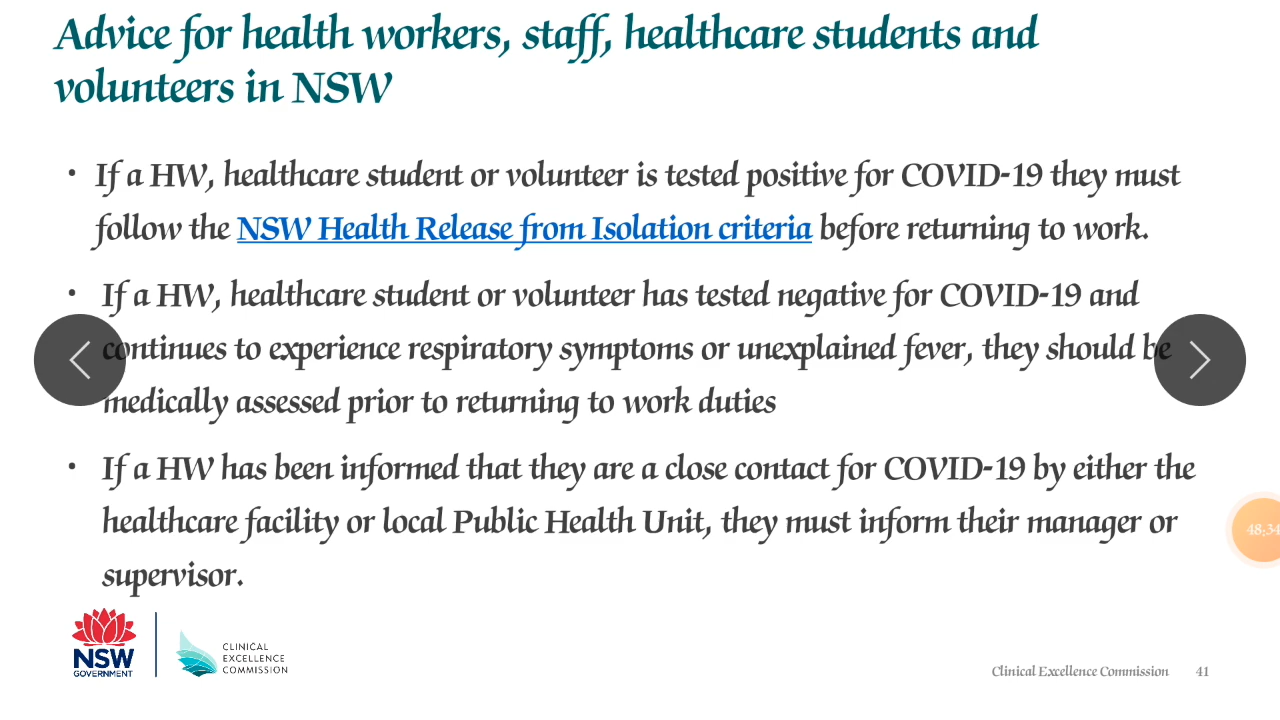 Advice for health workers, staff, healthcare students and
volunteers in NSW
• If a HW, healthcare student or volunteer is tested positive for COVID-19 they must
follow the NSW Health Release from Isolation criteria before returning to work.
• If a HW, healthcare student or volunteer has tested negative for COVID-19 and
continues to experience respiratory symptoms or unexplained fever, they should be
medically assessed prior to returning to work duties
• If a HW has been informed that they are a close contact for COVID-19 by either the
healthcare facility or local Public Health Unit, they must inform their manager or
supervisor.
48:34
NSW
GOVERNMENT
CLINICAL
EXCELLENCE
COMMISSION
Clinical Excellence Commission 41